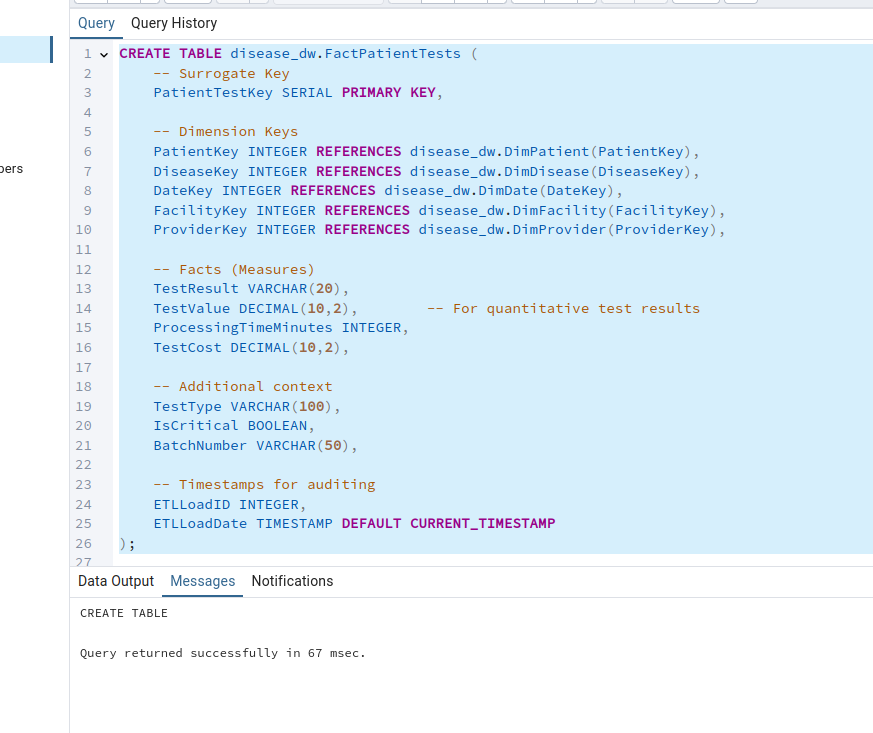 Query Query History
pers
1 CREATE TABLE disease_dw.FactPatientTests (
2 -- Surrogate Key
3 PatientTestKey SERIAL PRIMARY KEY,
4
5 -- Dimension Keys
6 PatientKey INTEGER REFERENCES disease_dw.DimPatient(PatientKey),
7 DiseaseKey INTEGER REFERENCES disease_dw.DimDisease(DiseaseKey),
8 DateKey INTEGER REFERENCES disease_dw.DimDate(DateKey),
9 FacilityKey INTEGER REFERENCES disease_dw.DimFacility(FacilityKey),
10 ProviderKey INTEGER REFERENCES disease_dw.DimProvider(ProviderKey),
11
12 -- Facts (Measures)
13 TestResult VARCHAR(20),
14 TestValue DECIMAL(10,2), -- For quantitative test results
15 ProcessingTimeMinutes INTEGER,
16 TestCost DECIMAL(10,2),
17
18 -- Additional context
19 TestType VARCHAR(100),
20 IsCritical BOOLEAN,
21 BatchNumber VARCHAR(50),
22
23 -- Timestamps for auditing
24 ETLLoadID INTEGER,
25 ETLLoadDate TIMESTAMP DEFAULT CURRENT_TIMESTAMP
26 );
27
Data Output Messages Notifications
CREATE TABLE
Query returned successfully in 67 msec.